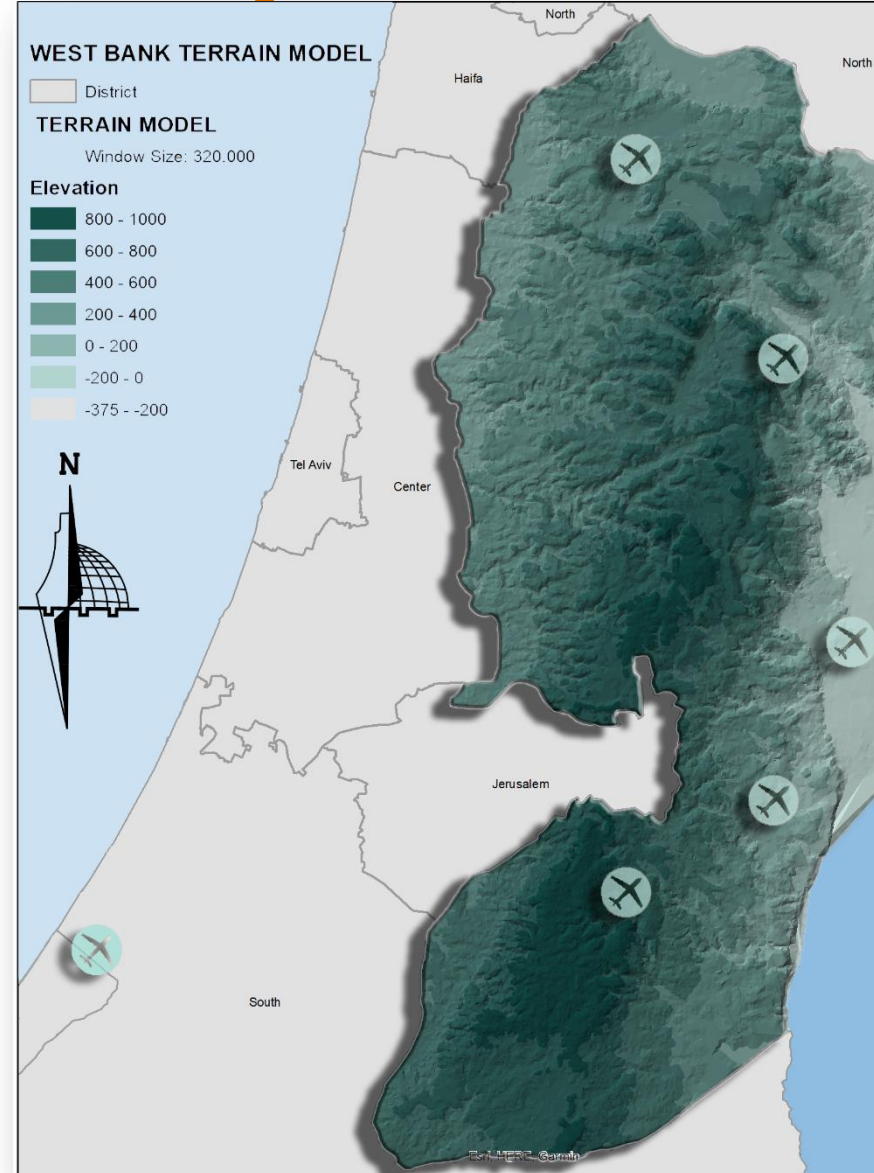 North
WEST BANK TERRAIN MODEL
North
Haifa
District
TERRAIN MODEL
Window Size: 320.000
Elevation
800 - 1000
600 - 800
400 - 600
200 - 400
0 - 200
-200 - 0
-375 - -200
N
Tel Aviv
Center
Jerusalem
South
Esri, HERE, Garmin